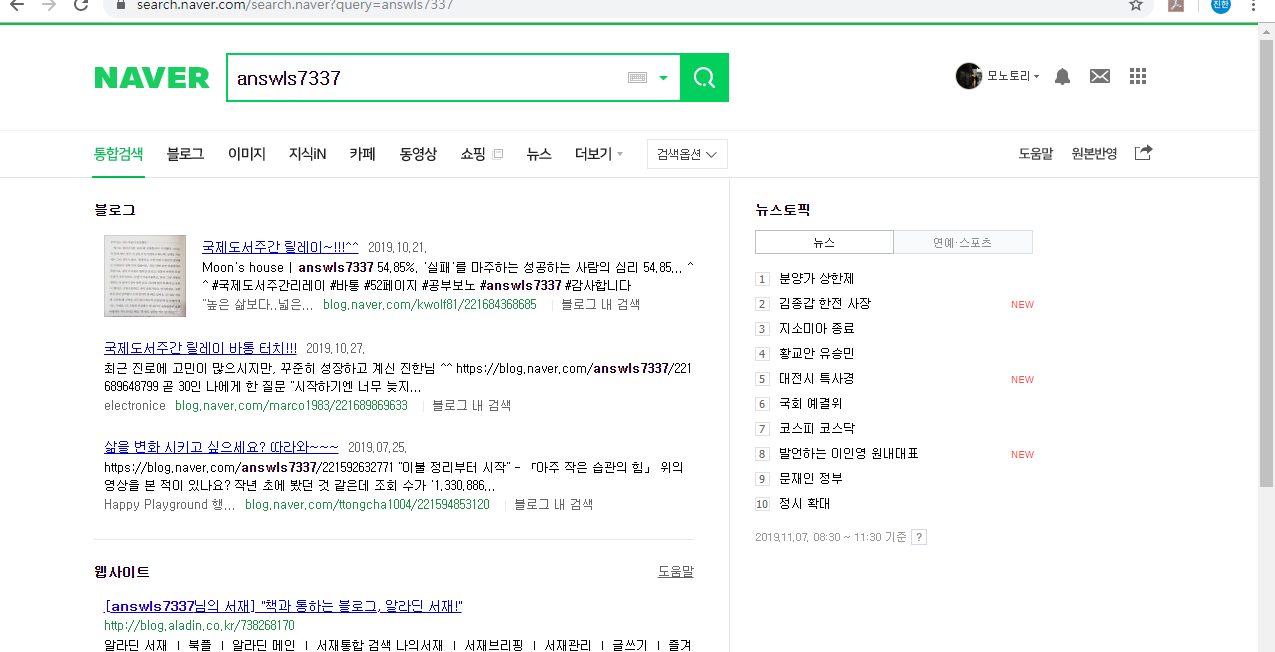 search.naver.com/search.naver?query=answls7337
진한
NAVER
answls7337
모노토리
통합검색 블로그 이미지 지식iN 카페 동영상 쇼핑 뉴스 더보기 검색옵션 도움말 원본반영
블로그
국제도서주간 릴레이~!!!^^ 2019.10.21.
Moon's house | answls7337 54,85%, '실패'를 마주하는 성공하는 사람의 심리 54,85... ^
^ #국제도서주간릴레이 #바통 #52페이지 #공부보노 #answls7337 #감사합니다
"높은 삶보다..넓은... blog.naver.com/kwolf81/221684368685 블로그 내 검색
국제도서주간 릴레이 바통 터치!!! 2019.10.27.
최근 진로에 고민이 많으시지만, 꾸준히 성장하고 계신 진한님 ^^ https://blog.naver.com/answls7337/221
689648799 곧 30인 나에게 한 질문 "시작하기엔 너무 늦지...
electronice blog.naver.com/marco1983/221689869633 블로그 내 검색
삶을 변화 시키고 싶으세요? 따라와~~~ 2019.07.25.
https://blog.naver.com/answls7337/221592632771 "이불 정리부터 시작" - 「아주 작은 습관의 힘」 위의
영상을 본 적이 있나요? 작년 초에 봤던 것 같은데 조회 수가 '1,330,886...
Happy Playground 행... blog.naver.com/ttongcha1004/221594853120 블로그 내 검색
웹사이트 도움말
[answls7337님의 서재] "책과 통하는 블로그, 알라딘 서재!"
http://blog.aladin.co.kr/738268170
알라딘 서재 l 북플 l 알라딘 메인 l 서재통합 검색 나의서재 l 서재브리핑 l 서재관리 l 글쓰기 l 즐겨
뉴스토픽
뉴스 연예·스포츠
1 분양가 상한제
2 김종갑 한전 사장 NEW
3 지소미아 종료
4 황교안 유승민
5 대전시 특사경 NEW
6 국회 예결위
7 코스피 코스닥
8 발언하는 이인영 원내대표 NEW
9 문재인 정부
10 정시 확대
2019.11.07. 08:30 ~ 11:30 기준 ?